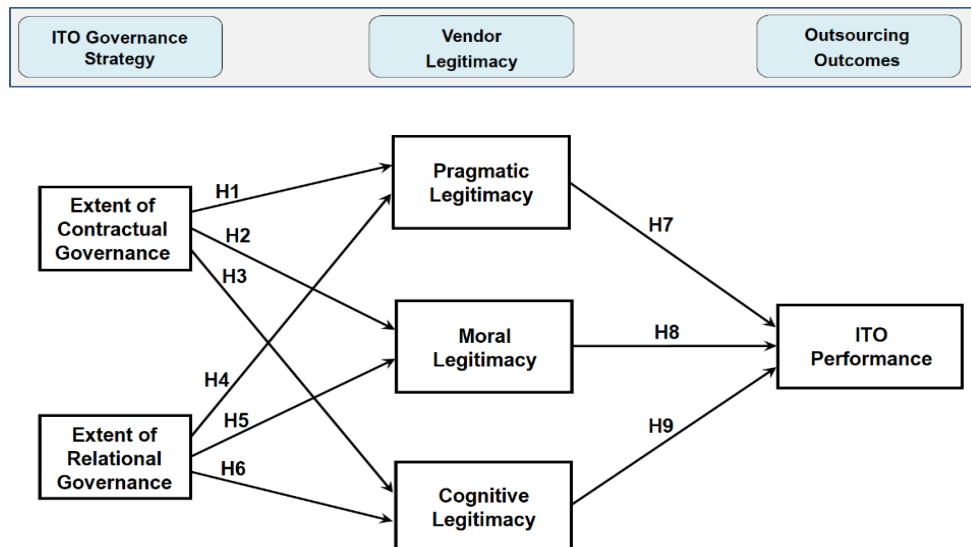 ITO Governance
Strategy
Vendor
Legitimacy
Outsourcing
Outcomes
Pragmatic
Legitimacy
Extent of
Contractual
Governance
H1
H2
H3
H7
Moral
Legitimacy
H8
ITO
Performance
H4
H5
H6
Extent of
Relational
Governance
H9
Cognitive
Legitimacy